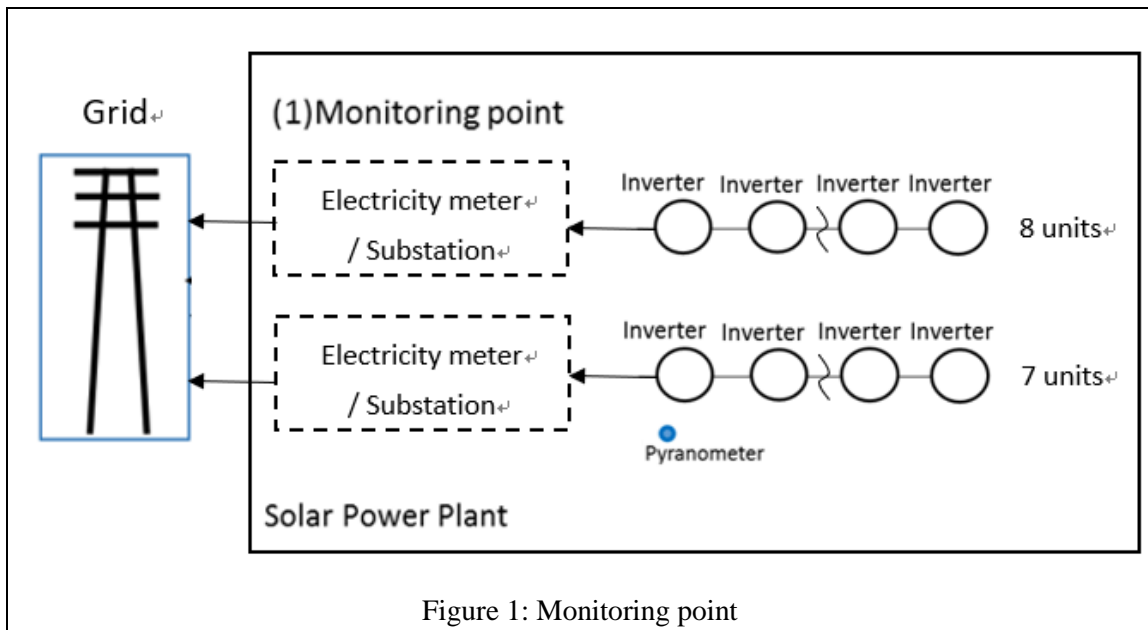 Grid↵
(1)Monitoring point
Electricity meter↵
/ Substation↵
Inverter Inverter Inverter Inverter
8 units↵
Electricity meter↵
/ Substation↵
Inverter Inverter Inverter Inverter
7 units↵
Pyranometer
Solar Power Plant
Figure 1: Monitoring point